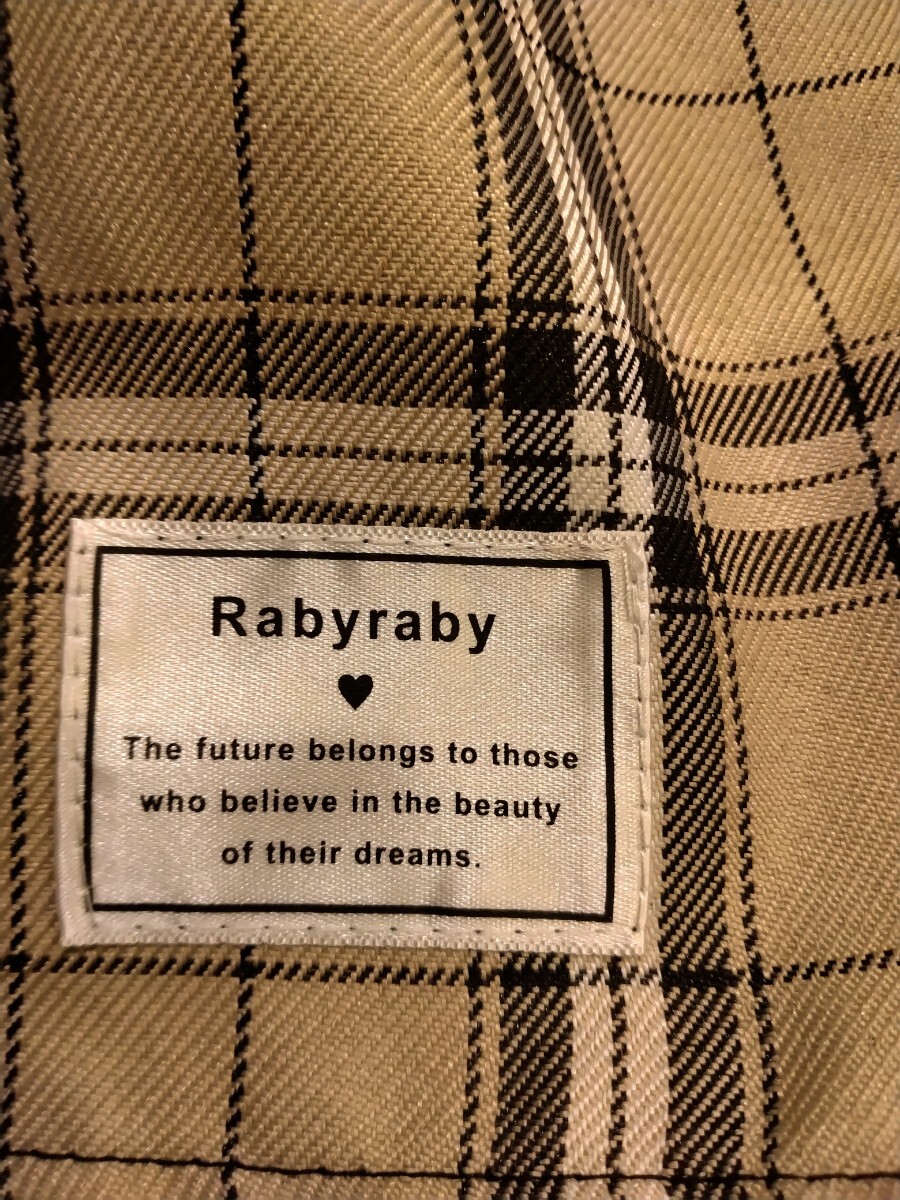 Rabyraby
♥
The future belongs to those
who believe in the beauty
of their dreams.